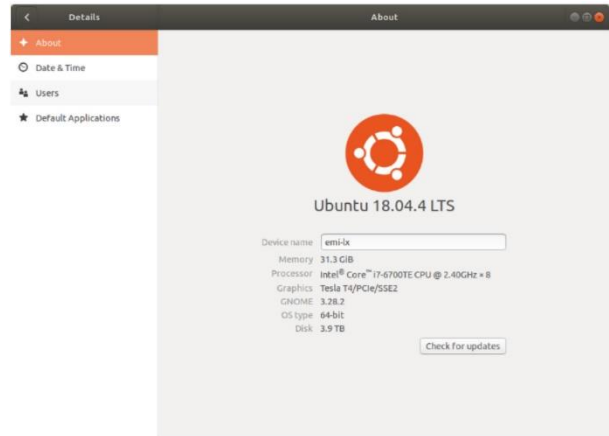 Details
About
About
Date & Time
Users
Default Applications
Ubuntu 18.04.4 LTS
Device name emi-lx
Memory 31.3 GiB
Processor Intel® Core™ i7-6700TE CPU @ 2.40GHz × 8
Graphics Tesla T4/PCIe/SSE2
GNOME 3.28.2
OS type 64-bit
Disk 3.9 TB
Check for updates